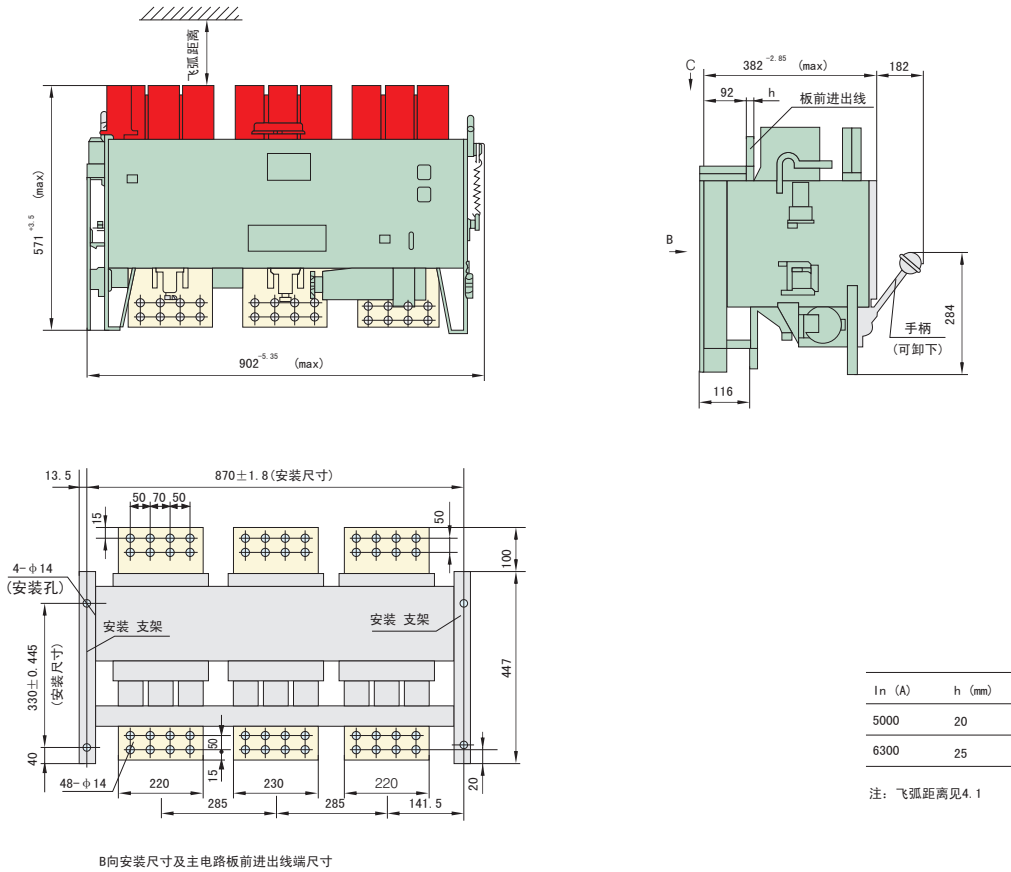 飞弧距离
571 +3.5 (max)
902 -5.35 (max)
C
382 -2.85 (max)
182
92
h
板前进出线
B
手柄
(可卸下)
284
116
13.5
870±1.8(安装尺寸)
50 70 50
15
50
100
4-φ14
(安装孔)
安装 支架
安装 支架
330±0.445
(安装尺寸)
447
40
48-φ14
50
15
20
220
230
220
285
285
141.5
In (A) h (mm)
5000 20
6300 25
注: 飞弧距离见4.1
B向安装尺寸及主电路板前进出线端尺寸